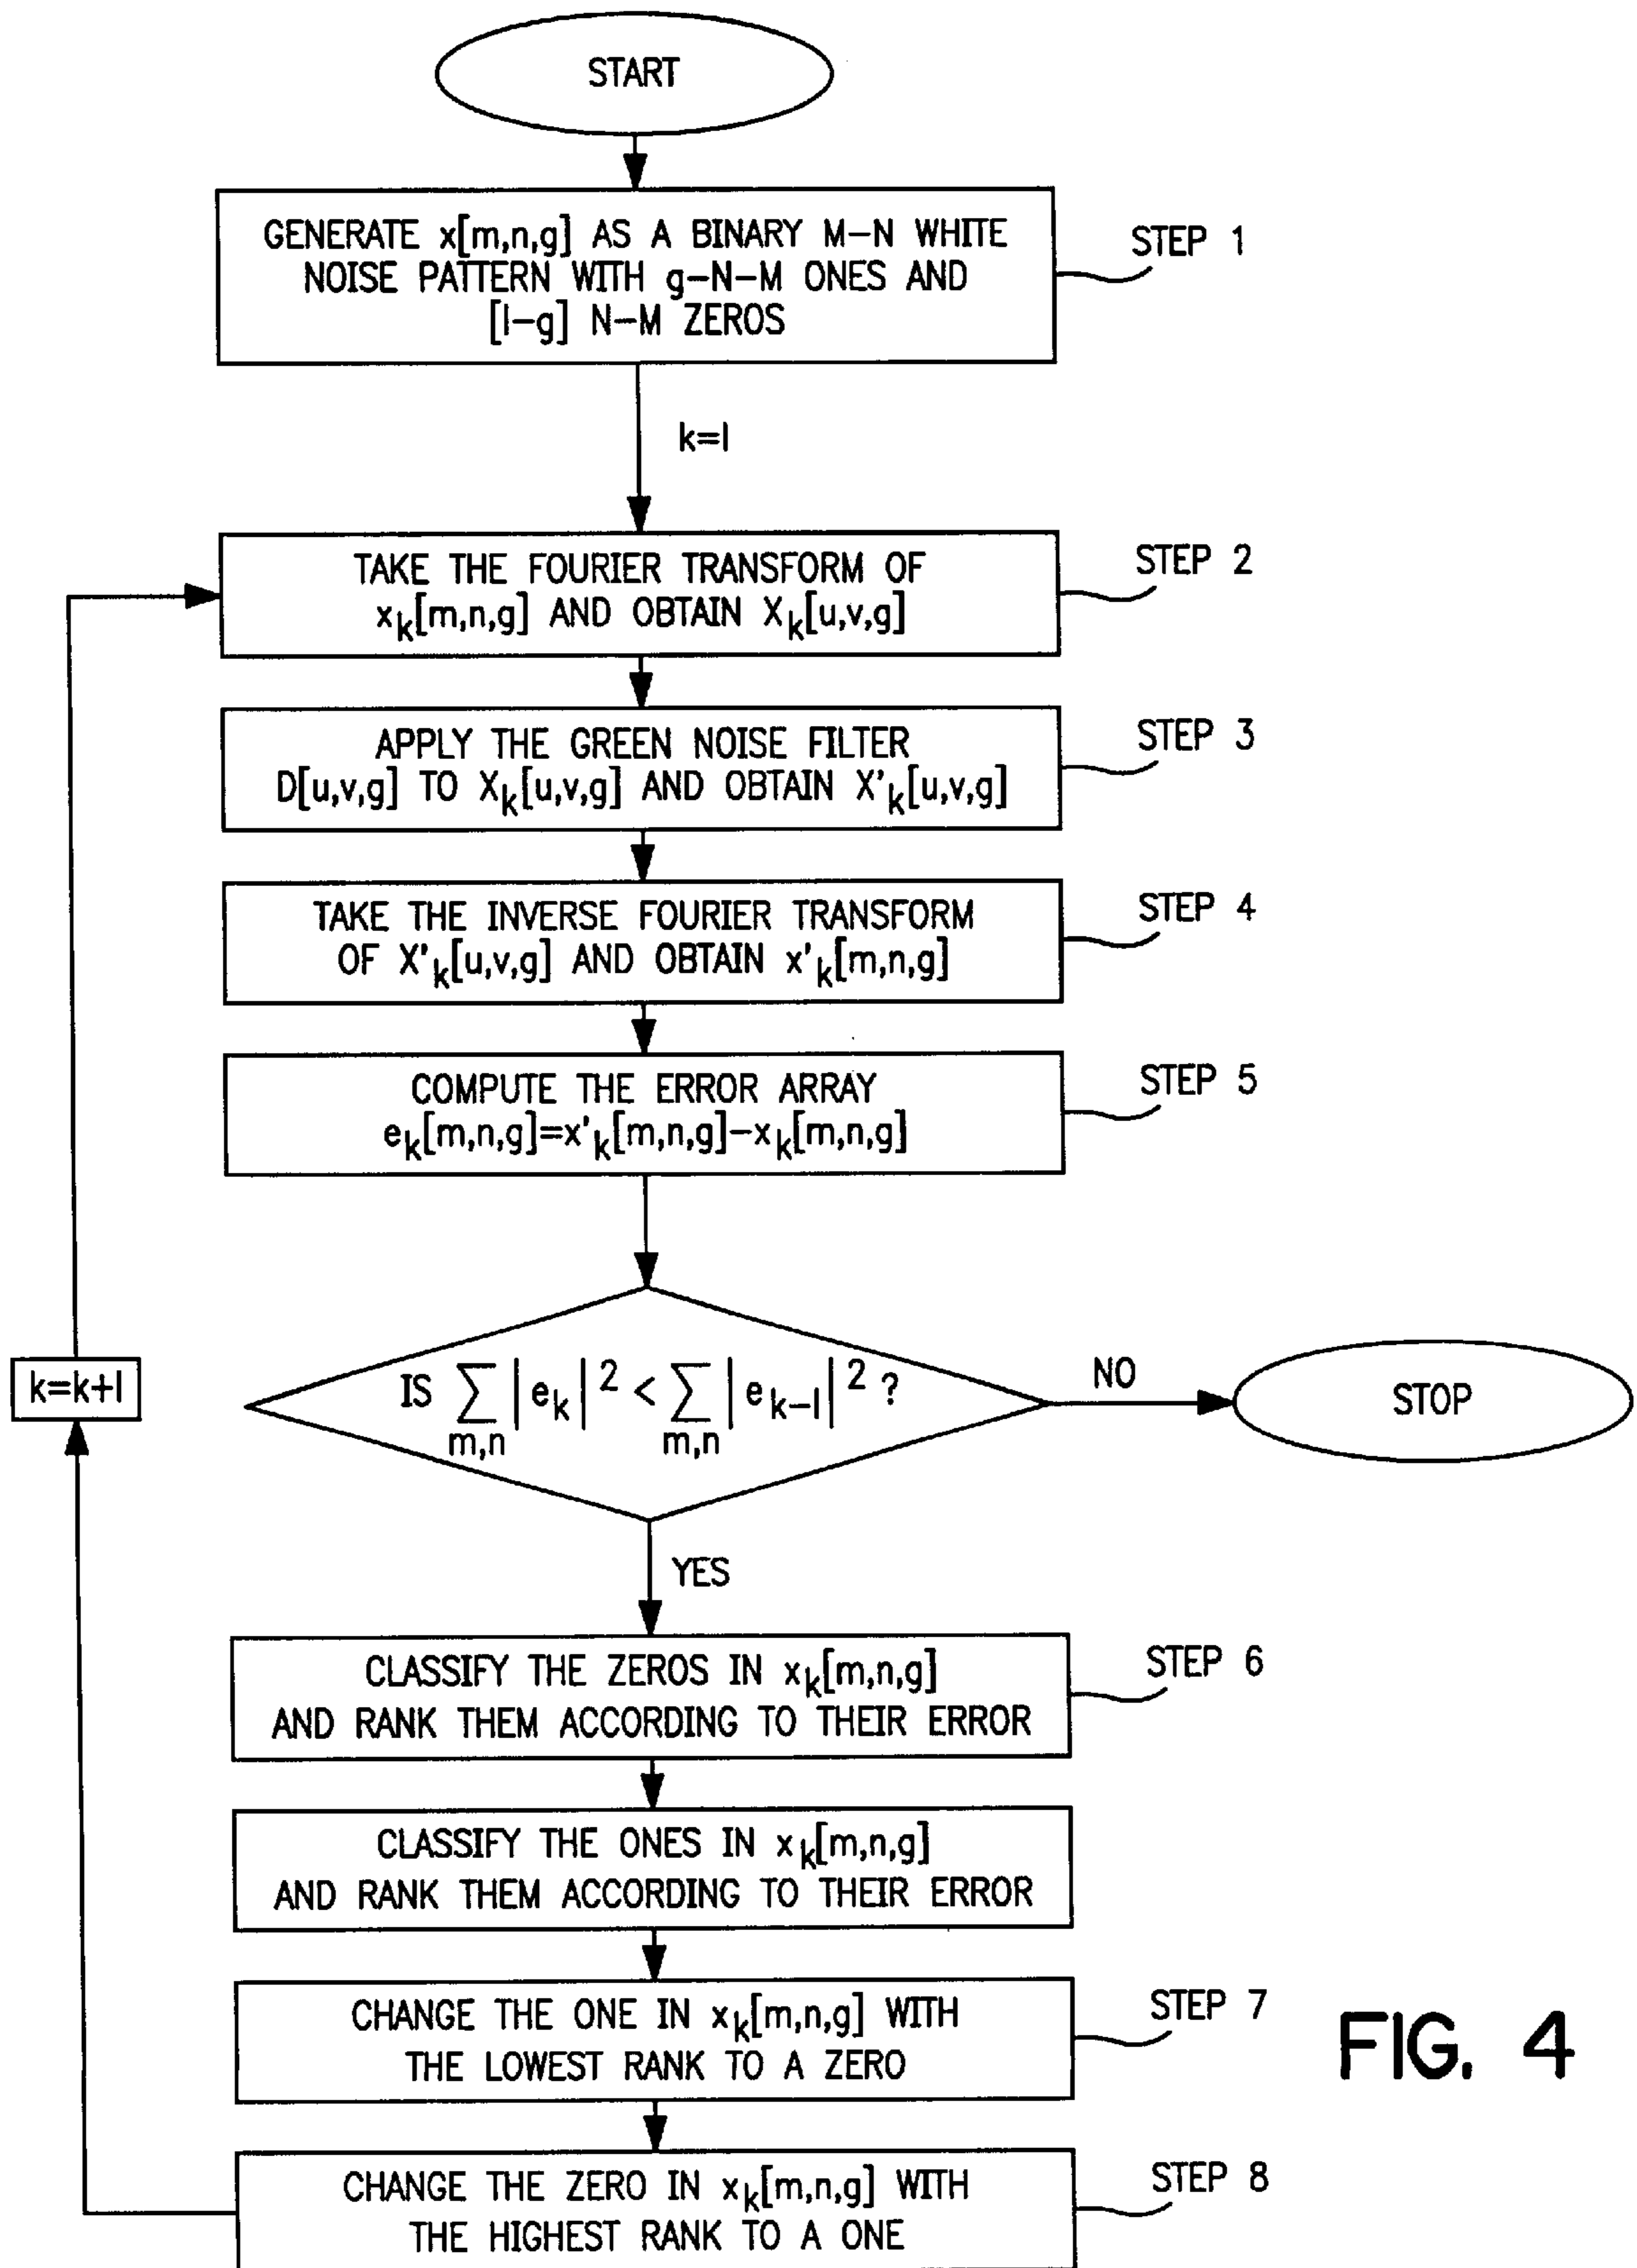 START
GENERATE x[m,n,g] AS A BINARY M-N WHITE
NOISE PATTERN WITH g-N-M ONES AND
[1-g] N-M ZEROS
STEP 1
k=1
TAKE THE FOURIER TRANSFORM OF
xk[m,n,g] AND OBTAIN Xk[u,v,g]
STEP 2
APPLY THE GREEN NOISE FILTER
D[u,v,g] TO Xk[u,v,g] AND OBTAIN X'k[u,v,g]
STEP 3
TAKE THE INVERSE FOURIER TRANSFORM
OF X'k[u,v,g] AND OBTAIN x'k[m,n,g]
STEP 4
COMPUTE THE ERROR ARRAY
ek[m,n,g]=x'k[m,n,g]-xk[m,n,g]
STEP 5
k=k+1
IS ∑ |ek|2 < ∑ |ek-1|2 ?
m,n m,n
NO
STOP
YES
CLASSIFY THE ZEROS IN xk[m,n,g]
AND RANK THEM ACCORDING TO THEIR ERROR
STEP 6
CLASSIFY THE ONES IN xk[m,n,g]
AND RANK THEM ACCORDING TO THEIR ERROR
CHANGE THE ONE IN xk[m,n,g] WITH
THE LOWEST RANK TO A ZERO
STEP 7
CHANGE THE ZERO IN xk[m,n,g] WITH
THE HIGHEST RANK TO A ONE
STEP 8
FIG. 4